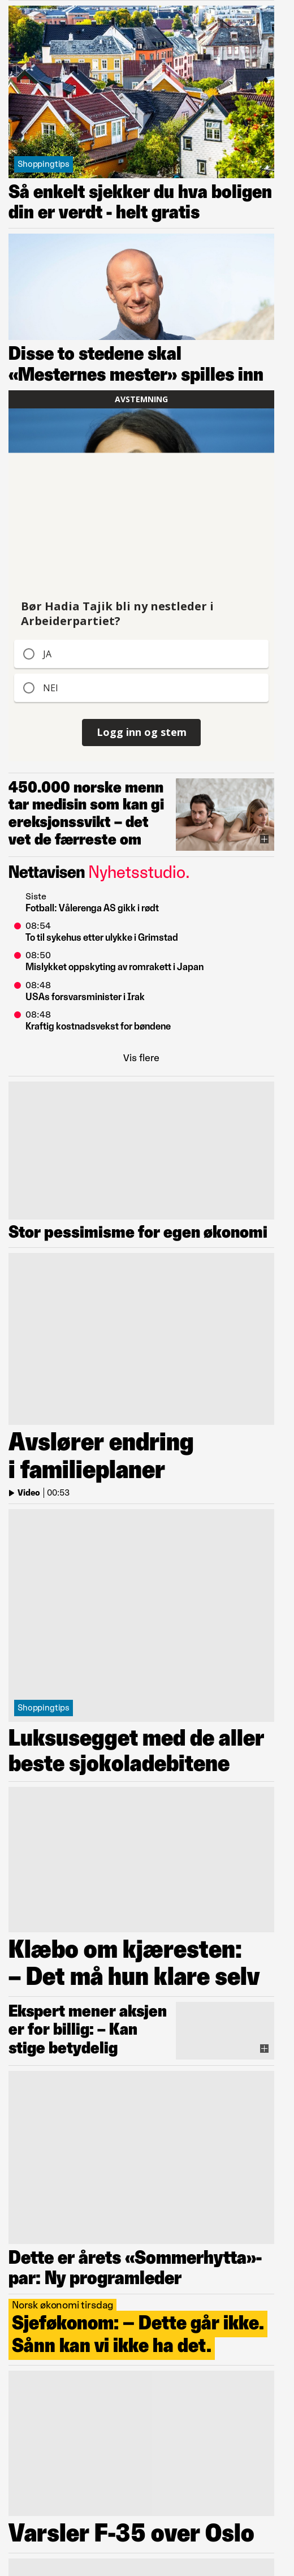 Shoppingtips
Så enkelt sjekker du hva boligen
din er verdt - helt gratis
Disse to stedene skal
«Mesternes mester» spilles inn
AVSTEMNING
Bør Hadia Tajik bli ny nestleder i
Arbeiderpartiet?
JA
NEI
Logg inn og stem
450.000 norske menn
tar medisin som kan gi
ereksjonssvikt – det
vet de færreste om
Nettavisen Nyhetsstudio.
Siste
Fotball: Vålerenga AS gikk i rødt
08:54
To til sykehus etter ulykke i Grimstad
08:50
Mislykket oppskyting av romrakett i Japan
08:48
USAs forsvarsminister i Irak
08:48
Kraftig kostnadsvekst for bøndene
Vis flere
Stor pessimisme for egen økonomi
Avslører endring
i familieplaner
Video | 00:53
Shoppingtips
Luksusegget med de aller
beste sjokoladebitene
Klæbo om kjæresten:
– Det må hun klare selv
Ekspert mener aksjen
er for billig: – Kan
stige betydelig
Dette er årets «Sommerhytta»-
par: Ny programleder
Norsk økonomi tirsdag
Sjeføkonom: – Dette går ikke.
Sånn kan vi ikke ha det.
Varsler F-35 over Oslo